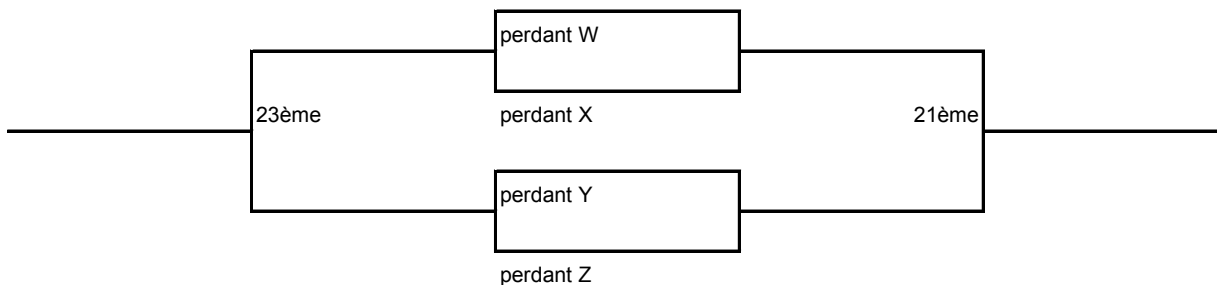 perdant W
23ème
perdant X
21ème
perdant Y
perdant Z